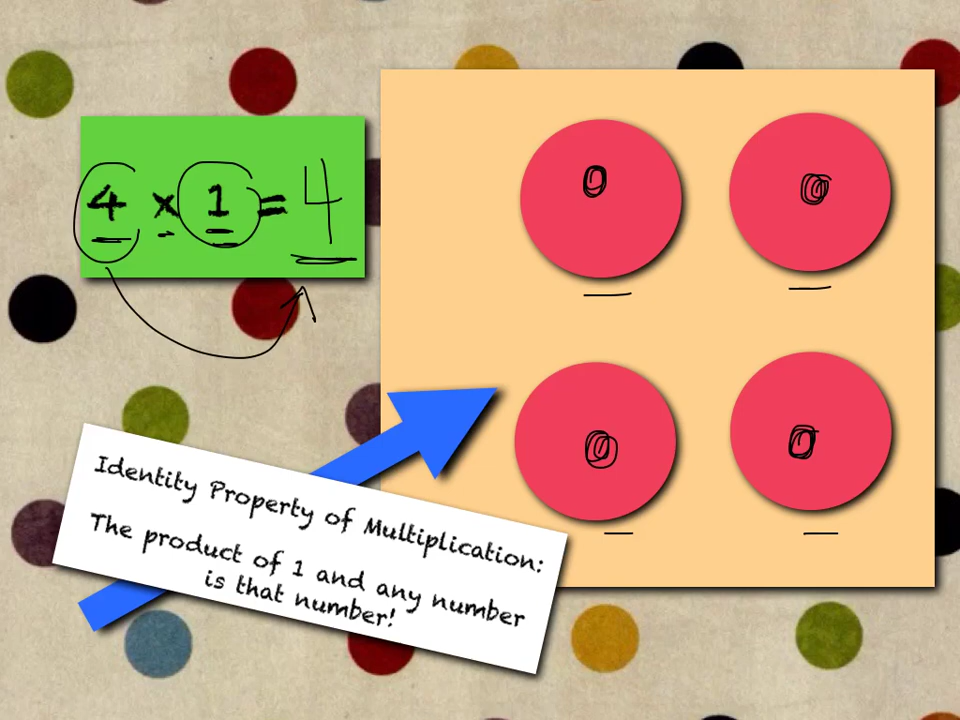 4 x 1 = 4
Identity Property of Multiplication:
The product of 1 and any number
is that number!